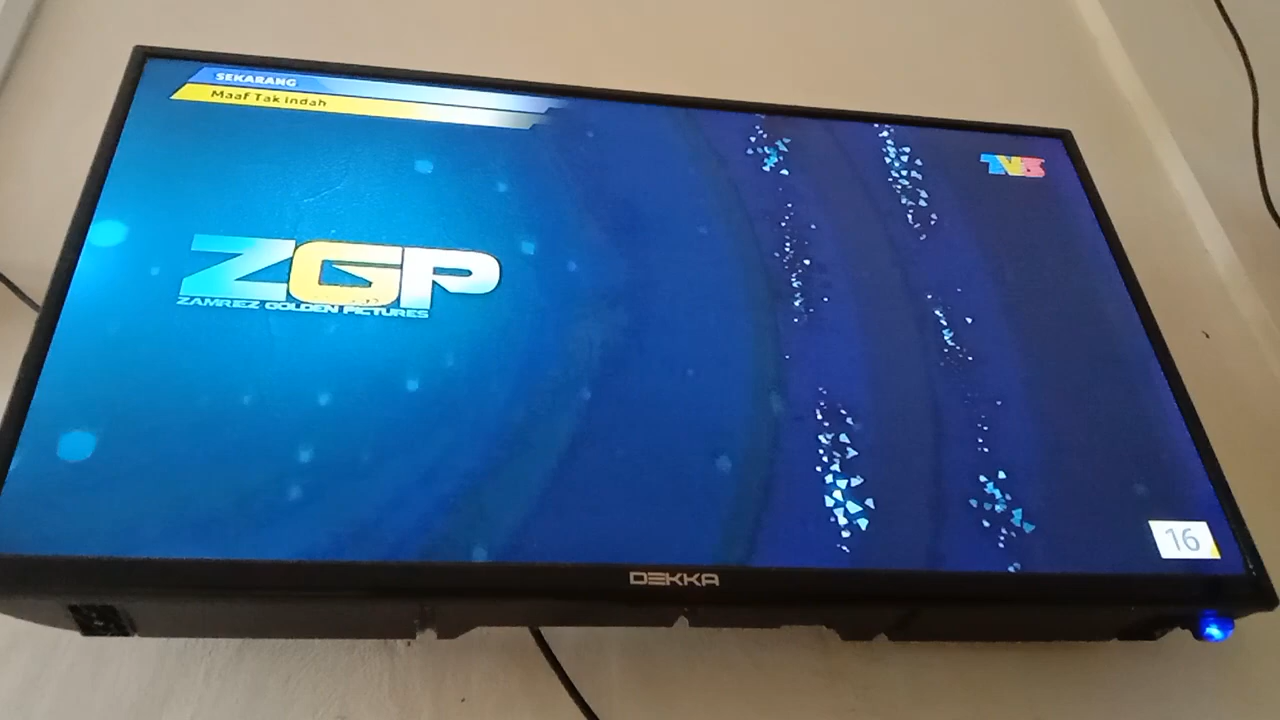 SEKARANG
Maaf Tak Indah
TV3
ZGP
ZAMRIEZ GOLDEN PICTURES
16
DEKKA